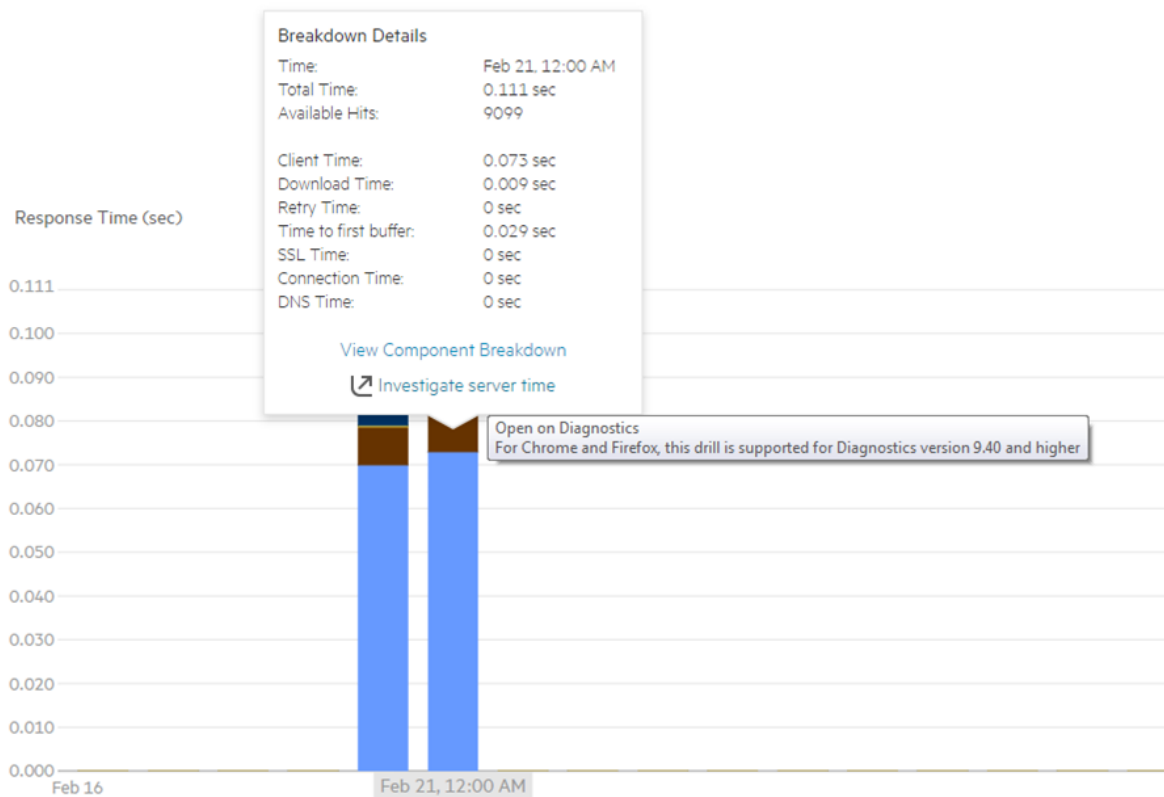 Breakdown Details
Time: Feb 21, 12:00 AM
Total Time: 0.111 sec
Available Hits: 9099
Client Time: 0.073 sec
Download Time: 0.009 sec
Retry Time: 0 sec
Time to first buffer: 0.029 sec
SSL Time: 0 sec
Connection Time: 0 sec
DNS Time: 0 sec
View Component Breakdown
Investigate server time
Open on Diagnostics
For Chrome and Firefox, this drill is supported for Diagnostics version 9.40 and higher
Response Time (sec)
0.111
0.100
0.090
0.080
0.070
0.060
0.050
0.040
0.030
0.020
0.010
0.000
Feb 16
Feb 21, 12:00 AM